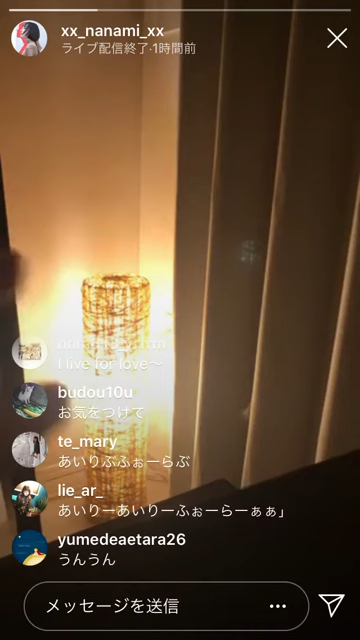 xx_nanami_xx
ライブ配信終了·1時間前
I live for love〜
budou10u
お気をつけて
te_mary
あいりぶふぉーらぶ
lie_ar_
あいりーあいりーふぉーらーぁぁ」
yumedeaetara26
うんうん
メッセージを送信